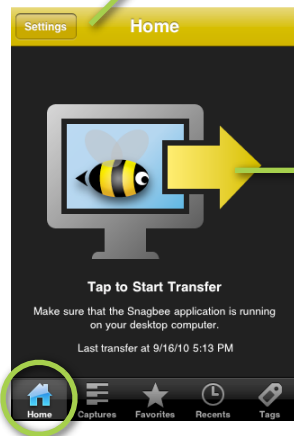 Settings
Home
Tap to Start Transfer
Make sure that the Snagbee application is running
on your desktop computer.
Last transfer at 9/16/10 5:13 PM
Home
Captures
Favorites
Recents
Tags